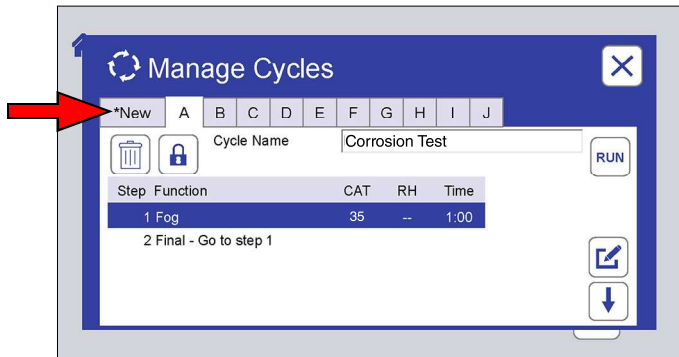 Manage Cycles
*New A B C D E F G H I J
Cycle Name Corrosion Test
RUN
Step Function CAT RH Time
1 Fog 35 -- 1:00
2 Final - Go to step 1